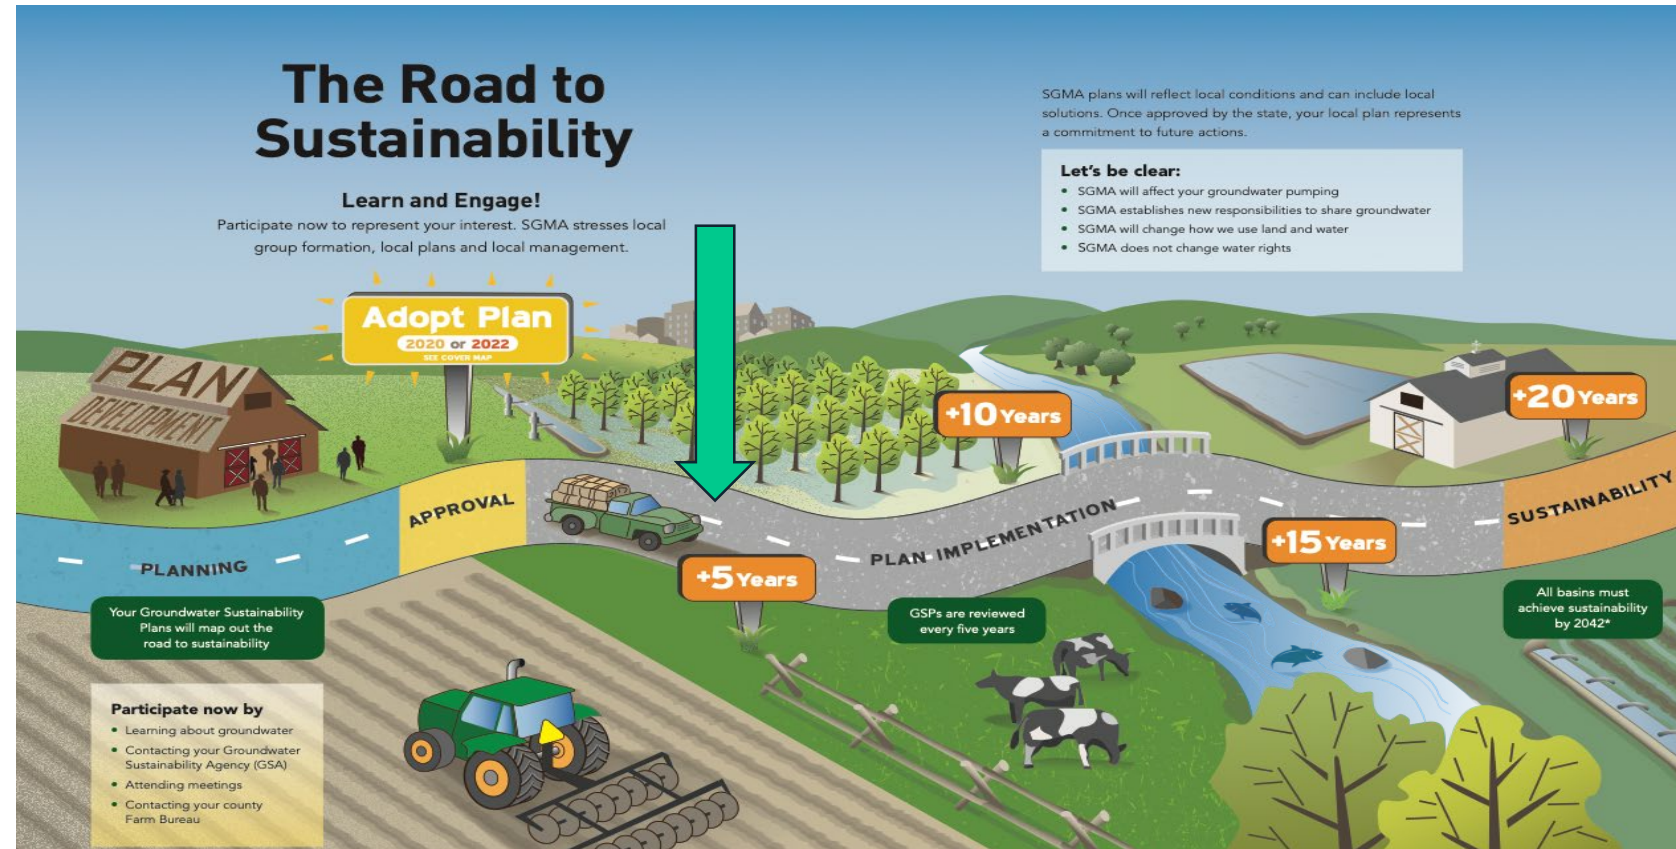 The Road to
Sustainability
Learn and Engage!
Participate now to represent your interest. SGMA stresses local
group formation, local plans and local management.
SGMA plans will reflect local conditions and can include local
solutions. Once approved by the state, your local plan represents
a commitment to future actions.
Let's be clear:
• SGMA will affect your groundwater pumping
• SGMA establishes new responsibilities to share groundwater
• SGMA will change how we use land and water
• SGMA does not change water rights
Adopt Plan
2020 or 2022
SEE COVER MAP
PLAN
DEVELOPMENT
+10 Years
+20 Years
PLANNING
APPROVAL
PLAN IMPLEMENTATION
SUSTAINABILITY
+5 Years
+15 Years
Your Groundwater Sustainability
Plans will map out the
road to sustainability
GSPs are reviewed
every five years
All basins must
achieve sustainability
by 2042*
Participate now by
• Learning about groundwater
• Contacting your Groundwater
Sustainability Agency (GSA)
• Attending meetings
• Contacting your county
Farm Bureau